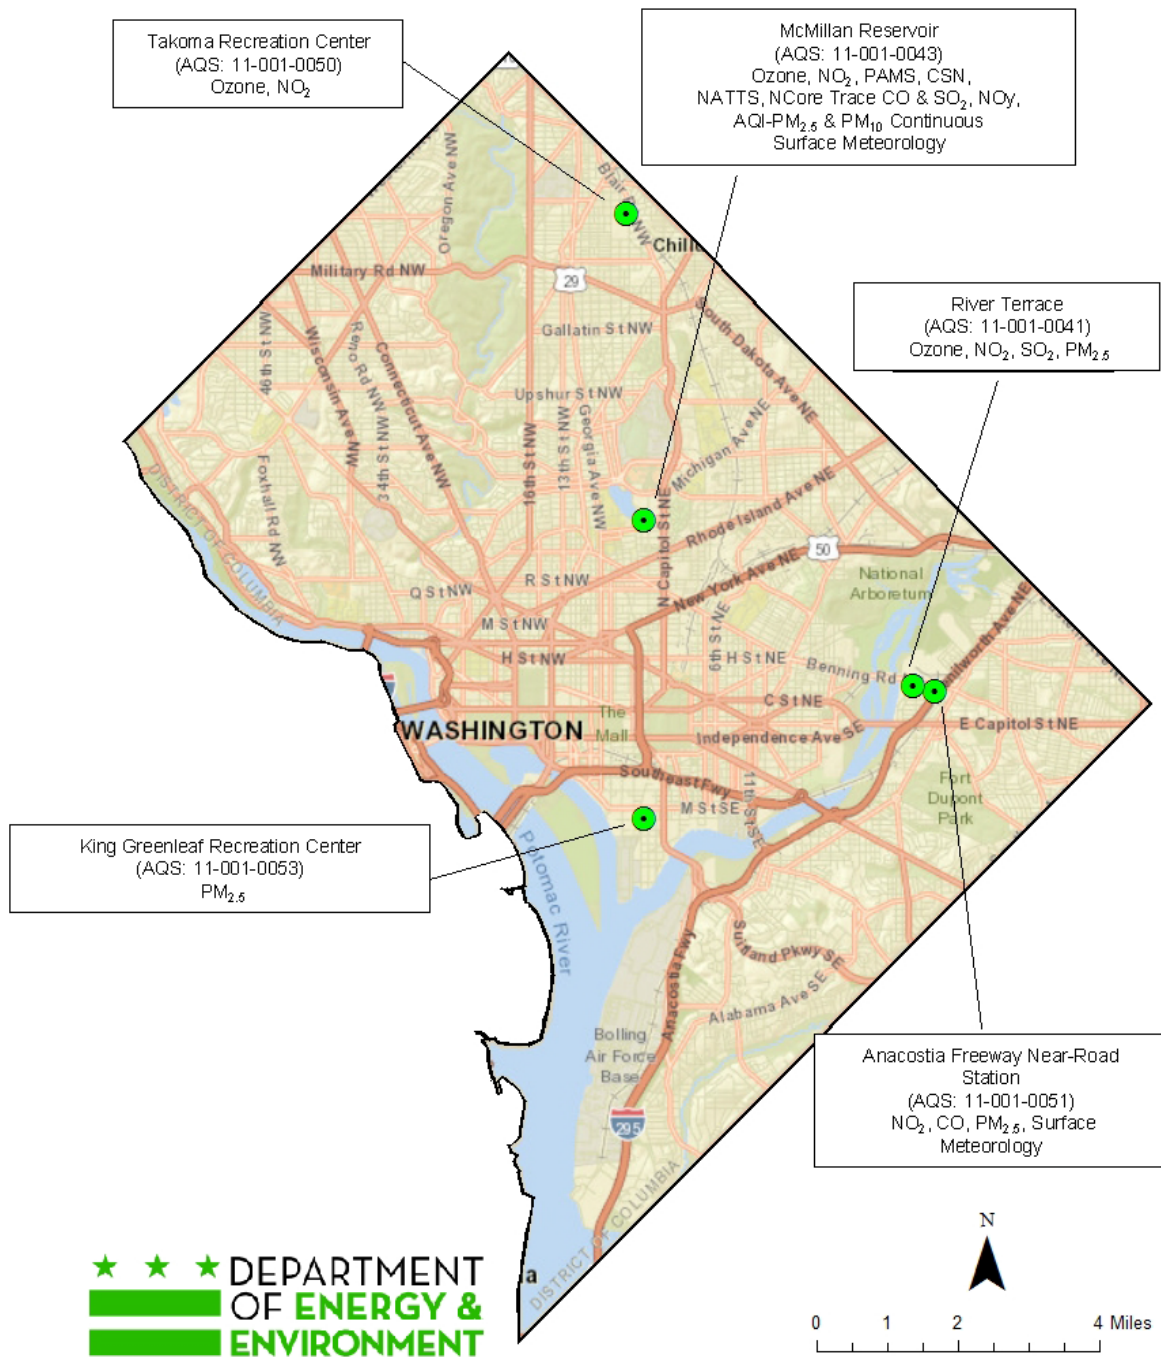 Takoma Recreation Center
(AQS: 11-001-0050)
Ozone, NO₂
McMillan Reservoir
(AQS: 11-001-0043)
Ozone, NO₂, PAMS, CSN,
NATTS, NCore Trace CO & SO₂, NOy,
AQI-PM₂.₅ & PM₁₀ Continuous
Surface Meteorology
River Terrace
(AQS: 11-001-0041)
Ozone, NO₂, SO₂, PM₂.₅
King Greenleaf Recreation Center
(AQS: 11-001-0053)
PM₂.₅
Anacostia Freeway Near-Road
Station
(AQS: 11-001-0051)
NO₂, CO, PM₂.₅, Surface
Meteorology
Oregon Ave NW
Blair NW
Military Rd NW
29
Gallatin St NW
South Dakota Ave NE
46th St NW
Wisconsin Ave NW
Reno Rd NW
34th St NW
Connecticut Ave NW
Upshur St NW
16th St NW
13th St NW
Georgia Ave NW
Michigan Ave NE
Rhode Island Ave NE
Foxhall Rd NW
DISTRICT OF COLUMBIA
N Capitol St NE
New York Ave NE
50
National
Arboretum
Q St NW
R St NW
M St NW
H St NW
6th St NE
H St NE
Benning Rd
C St NE
E Capitol St NE
WASHINGTON
The
Mall
Independence Ave SE
Southeast Fwy
11th St SE
M St SE
Fort
Dupont
Park
Potomac River
Anacostia Fwy
Suitland Pkwy SE
Alabama Ave SE
Bolling
Air Force
Base
295
DISTRICT OF COLUMBIA
a
N
0 1 2 4 Miles
DEPARTMENT
OF ENERGY &
ENVIRONMENT